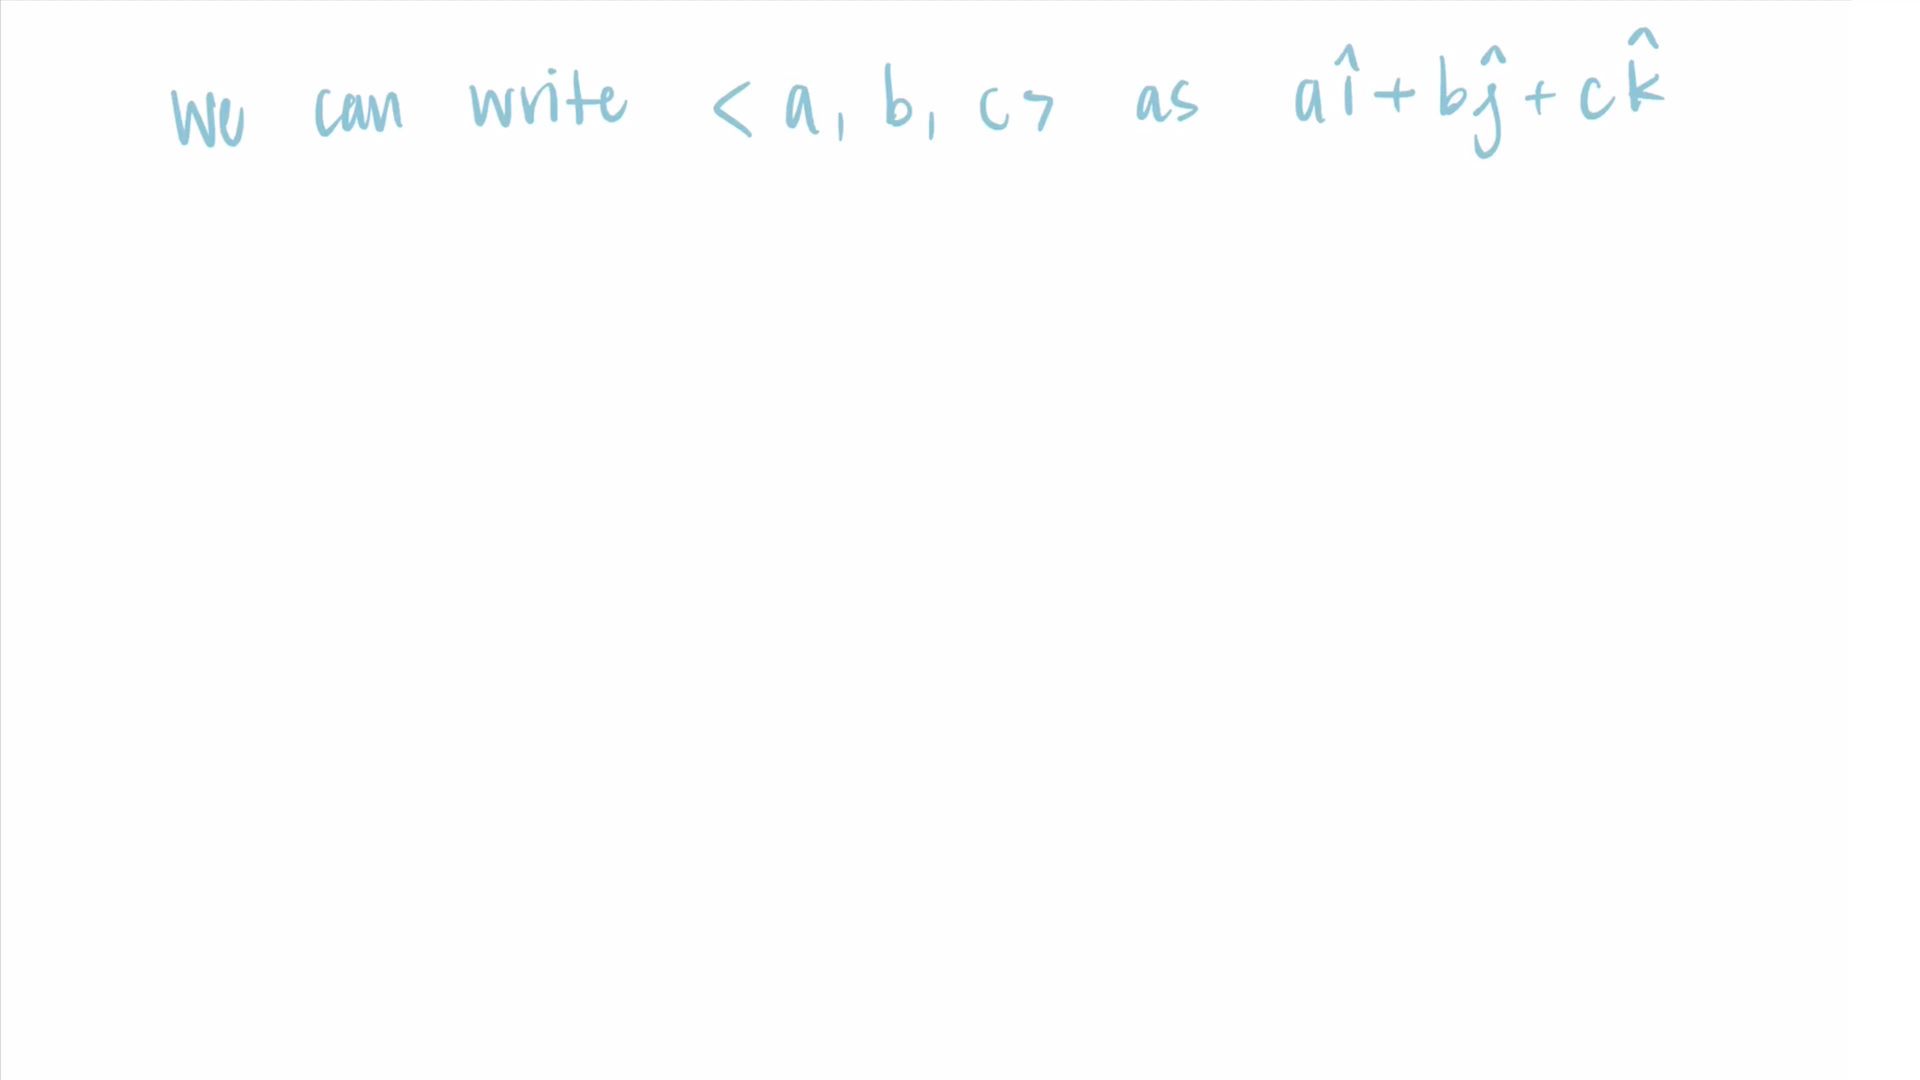 We can write < a, b, c> as aî + bĵ + ck̂